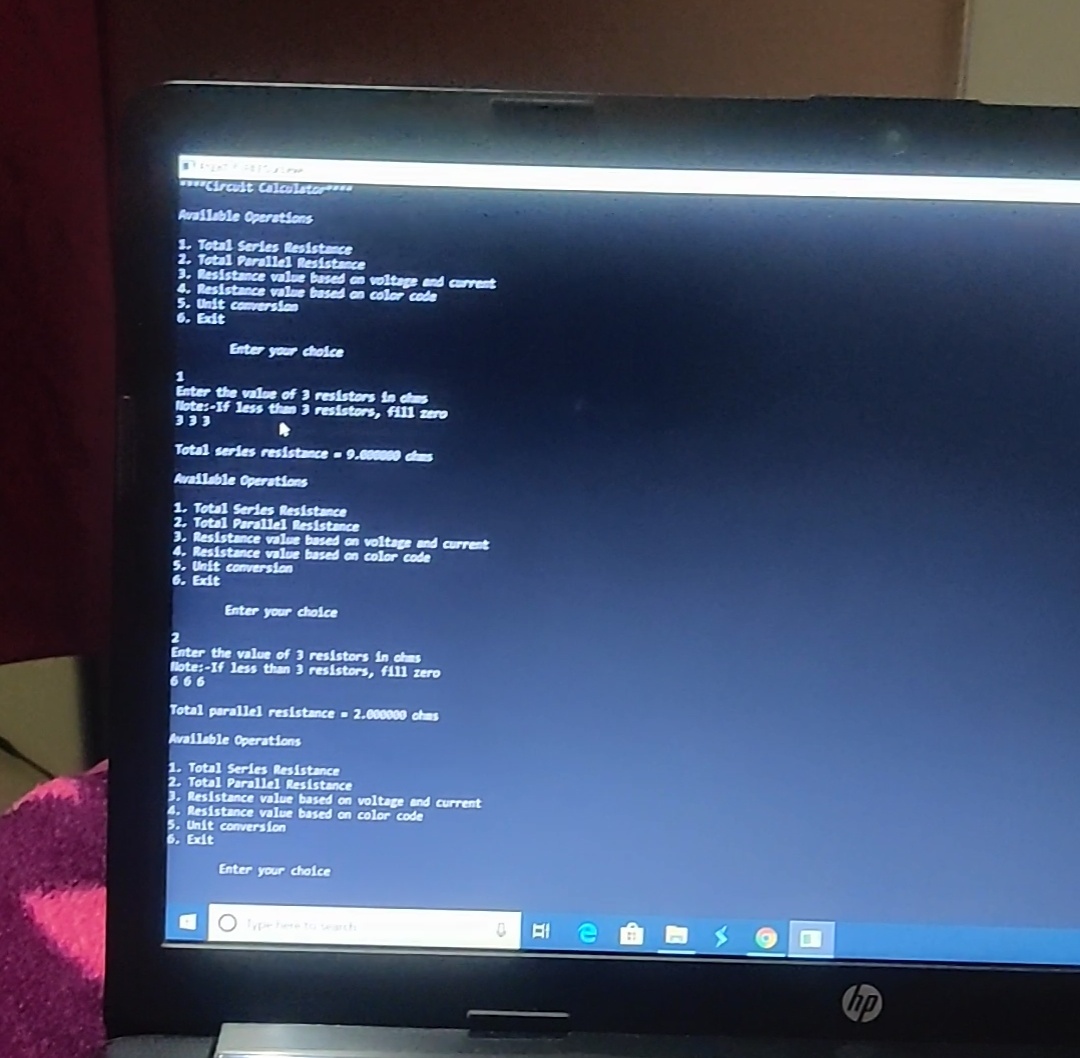 ****Circuit Calculator****
Available Operations
1. Total Series Resistance
2. Total Parallel Resistance
3. Resistance value based on voltage and current
4. Resistance value based on color code
5. Unit conversion
6. Exit
Enter your choice
1
Enter the value of 3 resistors in ohms
Note:-If less than 3 resistors, fill zero
3 3 3
Total series resistance = 9.000000 ohms
Available Operations
1. Total Series Resistance
2. Total Parallel Resistance
3. Resistance value based on voltage and current
4. Resistance value based on color code
5. Unit conversion
6. Exit
Enter your choice
2
Enter the value of 3 resistors in ohms
Note:-If less than 3 resistors, fill zero
6 6 6
Total parallel resistance = 2.000000 ohms
Available Operations
1. Total Series Resistance
2. Total Parallel Resistance
3. Resistance value based on voltage and current
4. Resistance value based on color code
5. Unit conversion
6. Exit
Enter your choice
Type here to search
hp